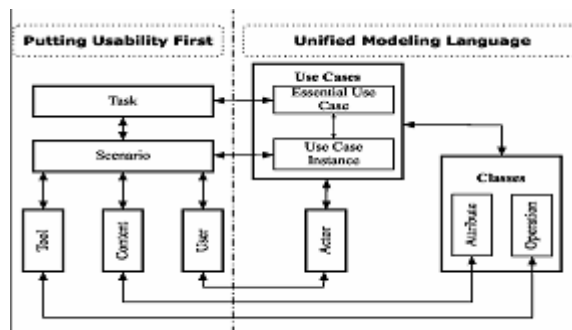 Putting Usability First
Unified Modeling Language
Use Cases
Task
Essential Use
Case
Scenario
Use Case
Instance
Classes
Tool
Content
User
Actor
Attribute
Operation